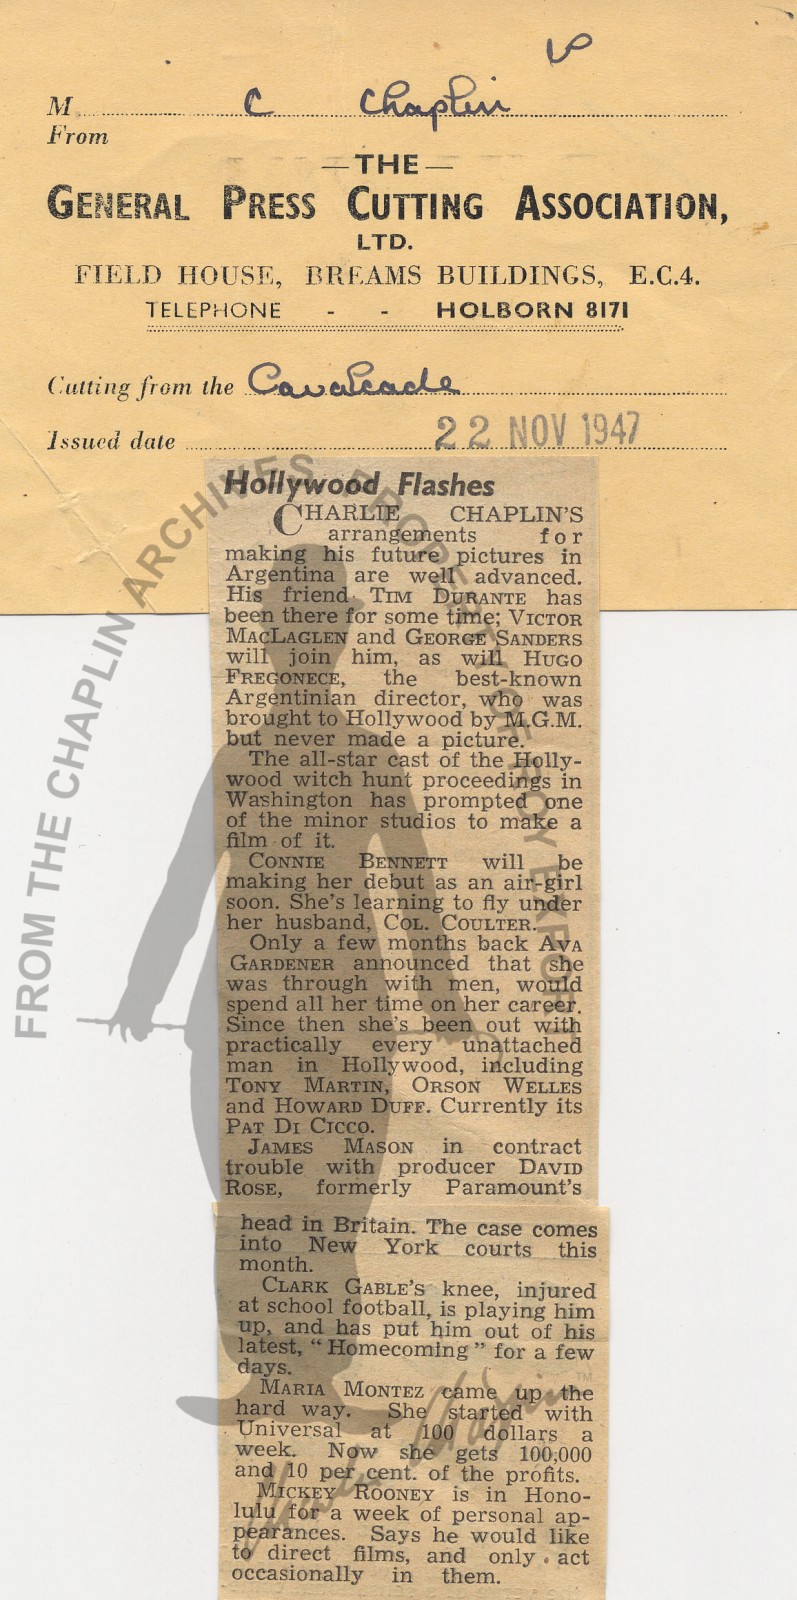 M C Chaplin
From
—THE—
GENERAL PRESS CUTTING ASSOCIATION,
LTD.
FIELD HOUSE, BREAMS BUILDINGS, E.C.4.
TELEPHONE - - HOLBORN 8171
Cutting from the Cavalcade
Issued date 22 NOV 1947
Hollywood Flashes
CHARLIE CHAPLIN'S
arrangements for
making his future pictures in
Argentina are well advanced.
His friend TIM DURANTE has
been there for some time; VICTOR
MACLAGLEN and GEORGE SANDERS
will join him, as will HUGO
FREGONECE, the best-known
Argentinian director, who was
brought to Hollywood by M.G.M.
but never made a picture.
The all-star cast of the Holly-
wood witch hunt proceedings in
Washington has prompted one
of the minor studios to make a
film of it.
CONNIE BENNETT will be
making her debut as an air-girl
soon. She's learning to fly under
her husband, COL. COULTER.
Only a few months back AVA
GARDENER announced that she
was through with men, would
spend all her time on her career.
Since then she's been out with
practically every unattached
man in Hollywood, including
TONY MARTIN, ORSON WELLES
and HOWARD DUFF. Currently its
PAT DI CICCO.
JAMES MASON in contract
trouble with producer DAVID
ROSE, formerly Paramount's
head in Britain. The case comes
into New York courts this
month.
CLARK GABLE'S knee, injured
at school football, is playing him
up, and has put him out of his
latest, "Homecoming" for a few
days.
MARIA MONTEZ came up the
hard way. She started with
Universal at 100 dollars a
week. Now she gets 100,000
and 10 per cent. of the profits.
MICKEY ROONEY is in Hono-
lulu for a week of personal ap-
pearances. Says he would like
to direct films, and only act
occasionally in them.
FROM THE CHAPLIN ARCHIVES PROPERTY OF ROY EXPORT
Charlie Chaplin TM